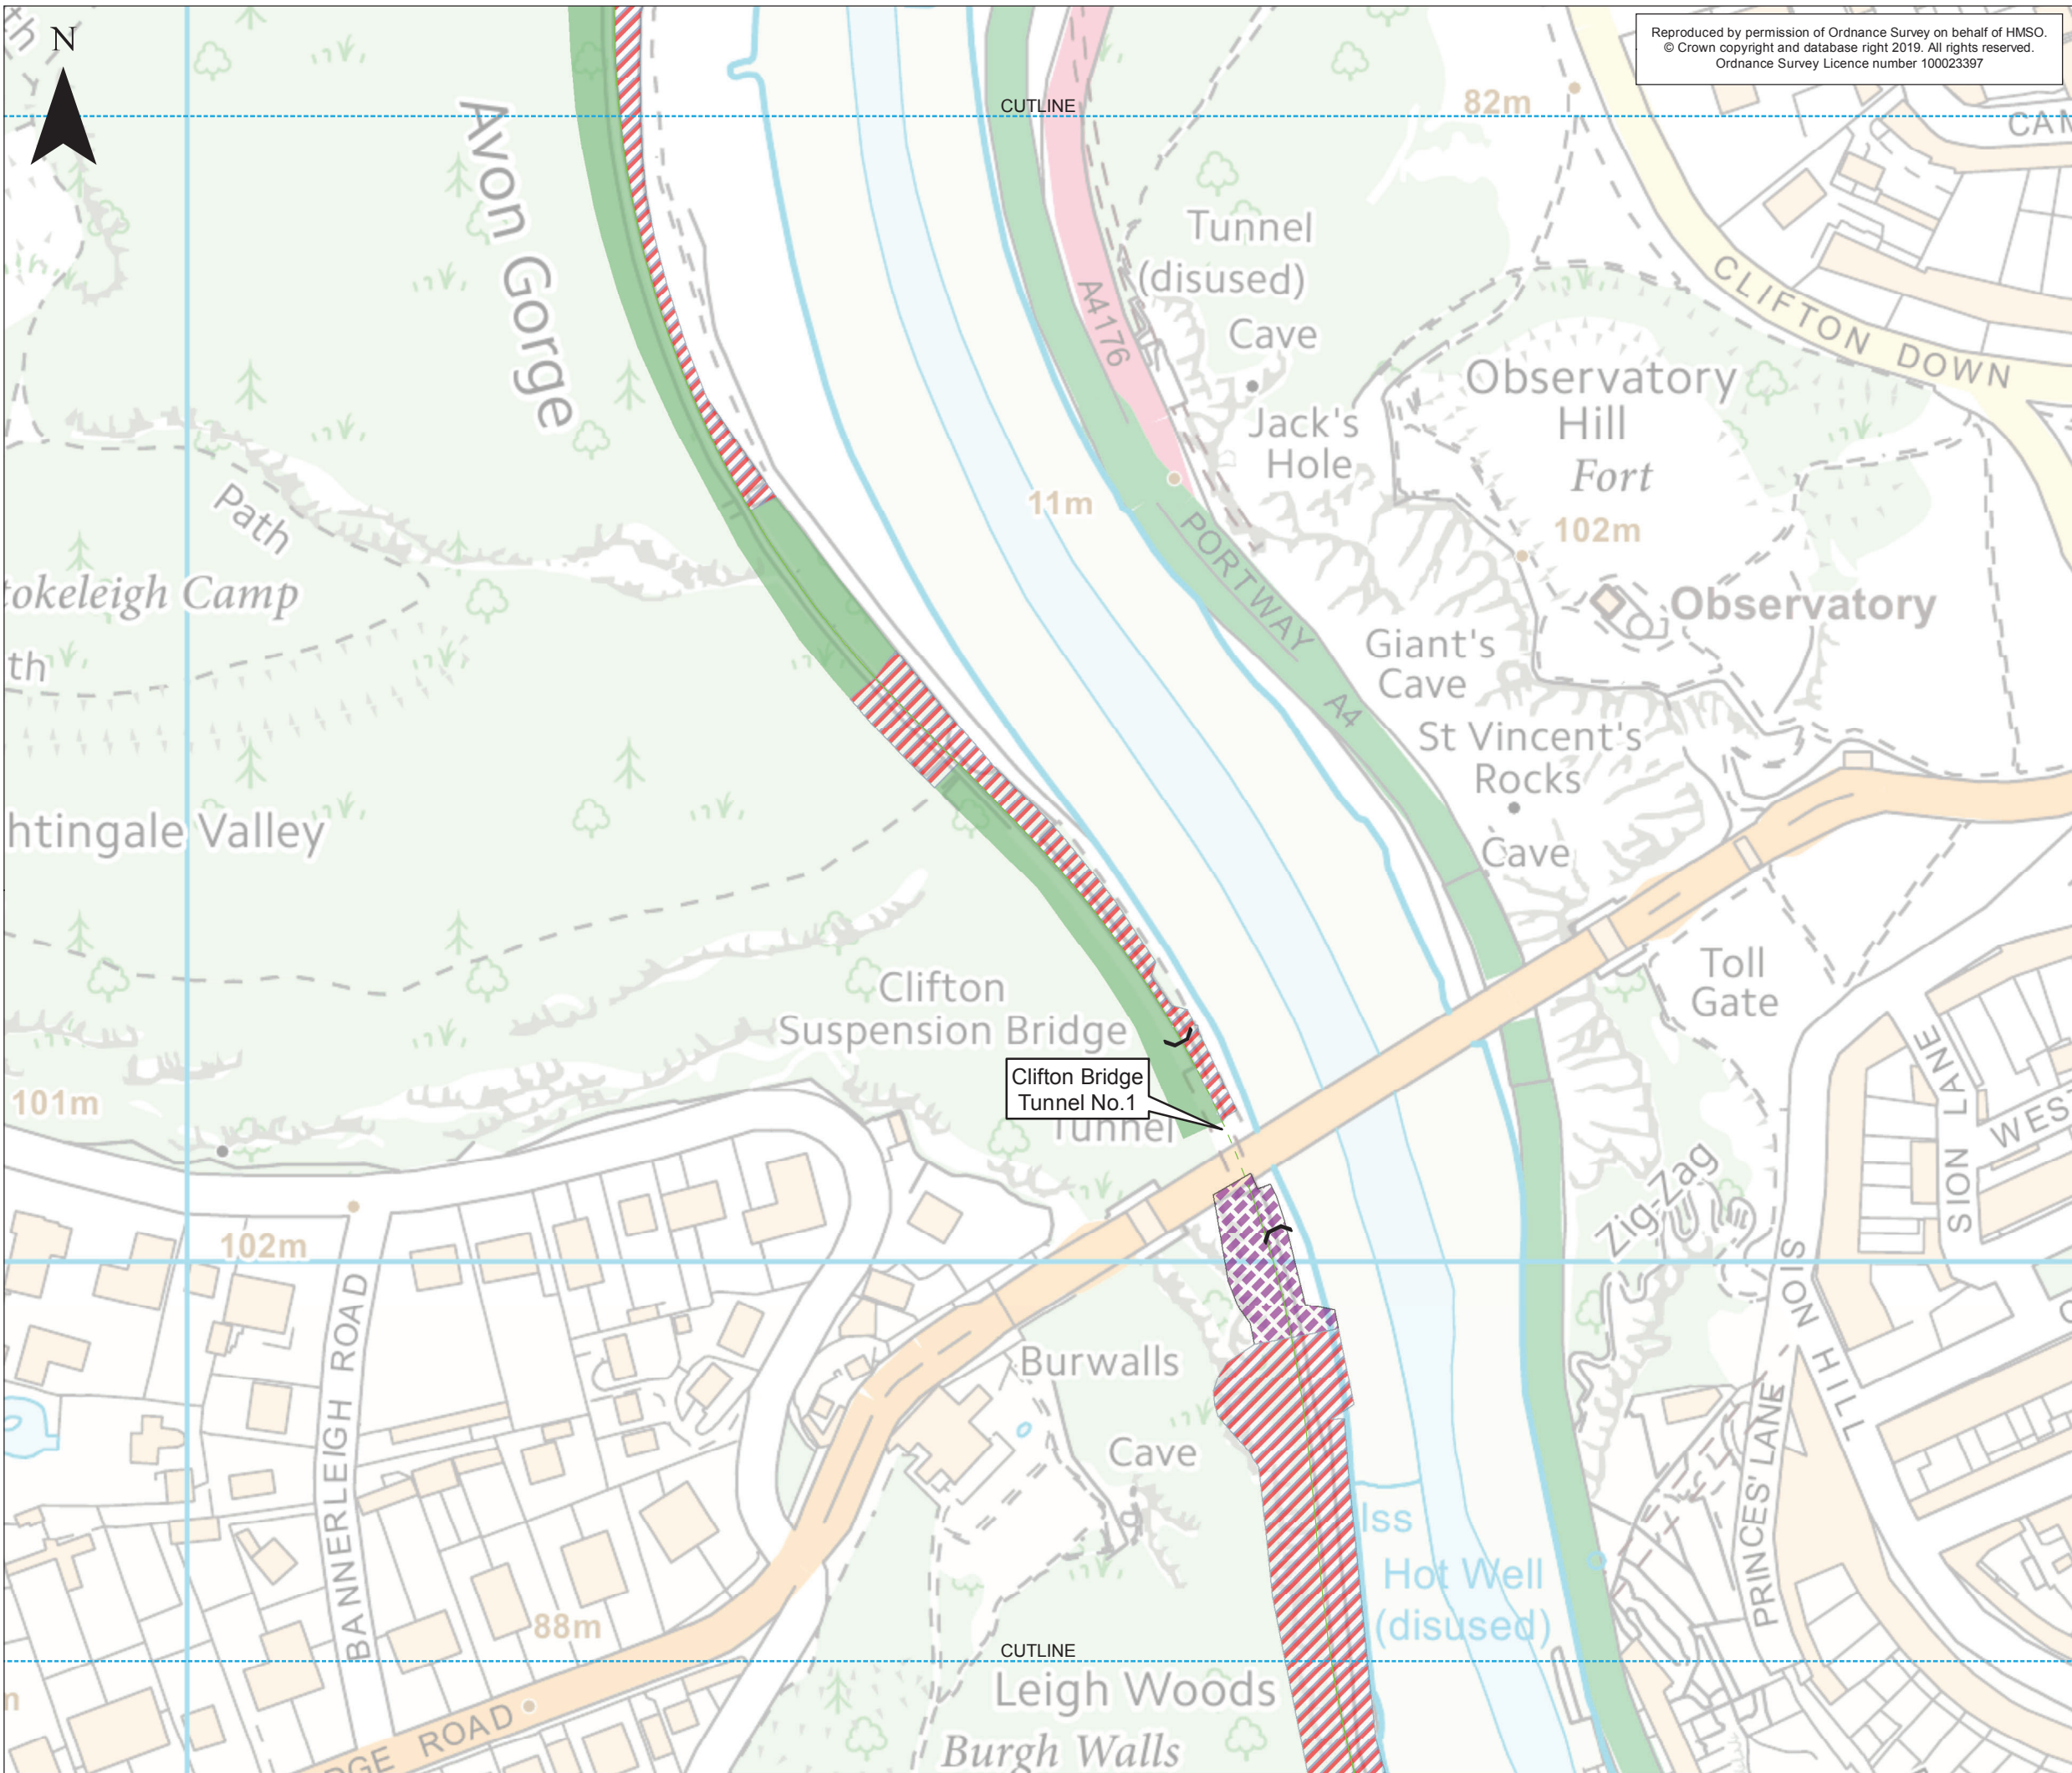 N
Reproduced by permission of Ordnance Survey on behalf of HMSO.
© Crown copyright and database right 2019. All rights reserved.
Ordnance Survey Licence number 100023397
CUTLINE
82m
CAM
Avon Gorge
Tunnel
(disused)
Cave
A4176
CLIFTON DOWN
Observatory
Hill
Fort
102m
Jack's
Hole
11m
Path
PORTWAY
tokeleigh Camp
Observatory
th
Giant's
Cave
A4
St Vincent's
Rocks
Cave
htingale Valley
Toll
Gate
Clifton
Suspension Bridge
Clifton Bridge
Tunnel No.1
Tunnel
101m
SION LANE
WEST
Zig-Zag
102m
SION HILL
BANNERLEIGH ROAD
Burwalls
Cave
PRINCES' LANE
Iss
Hot Well
(disused)
88m
CUTLINE
Leigh Woods
m
DGE ROAD
Burgh Walls